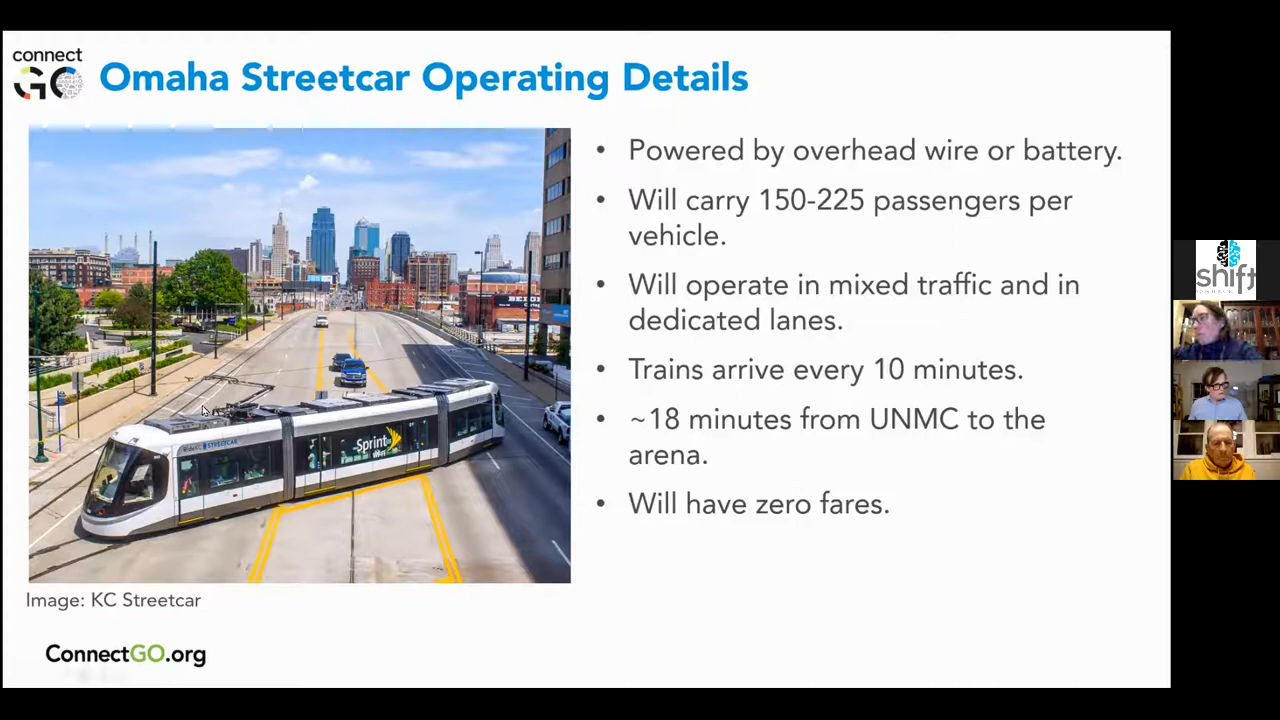 connect
GO
Omaha Streetcar Operating Details
• Powered by overhead wire or battery.
• Will carry 150-225 passengers per
vehicle.
• Will operate in mixed traffic and in
dedicated lanes.
• Trains arrive every 10 minutes.
• ~18 minutes from UNMC to the
arena.
• Will have zero fares.
STREETCAR
Sprint
Image: KC Streetcar
ConnectGO.org
shift